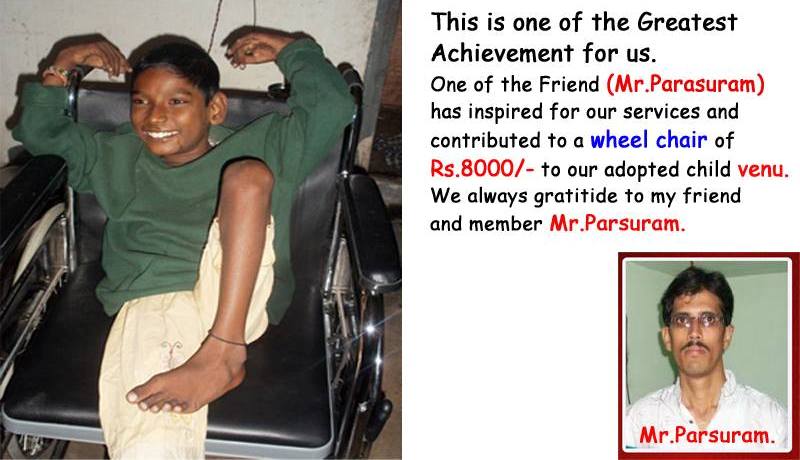 This is one of the Greatest
Achievement for us.
One of the Friend (Mr.Parasuram)
has inspired for our services and
contributed to a wheel chair of
Rs.8000/- to our adopted child venu.
We always gratitide to my friend
and member Mr.Parsuram.
Mr.Parsuram.